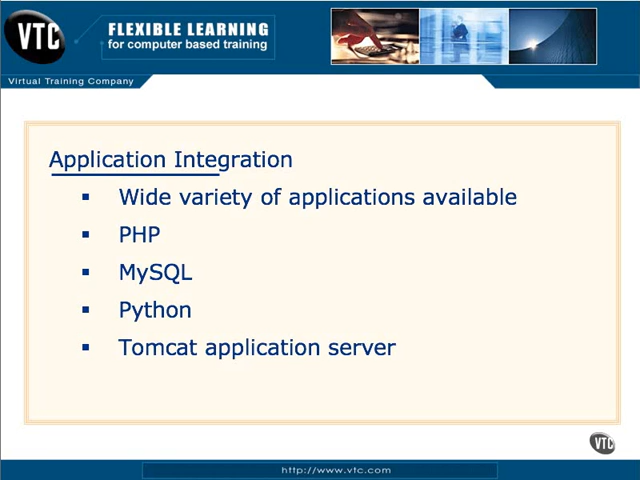 VTC
FLEXIBLE LEARNING
for computer based training
Virtual Training Company
Application Integration
▪ Wide variety of applications available
▪ PHP
▪ MySQL
▪ Python
▪ Tomcat application server
VTC
http://www.vtc.com